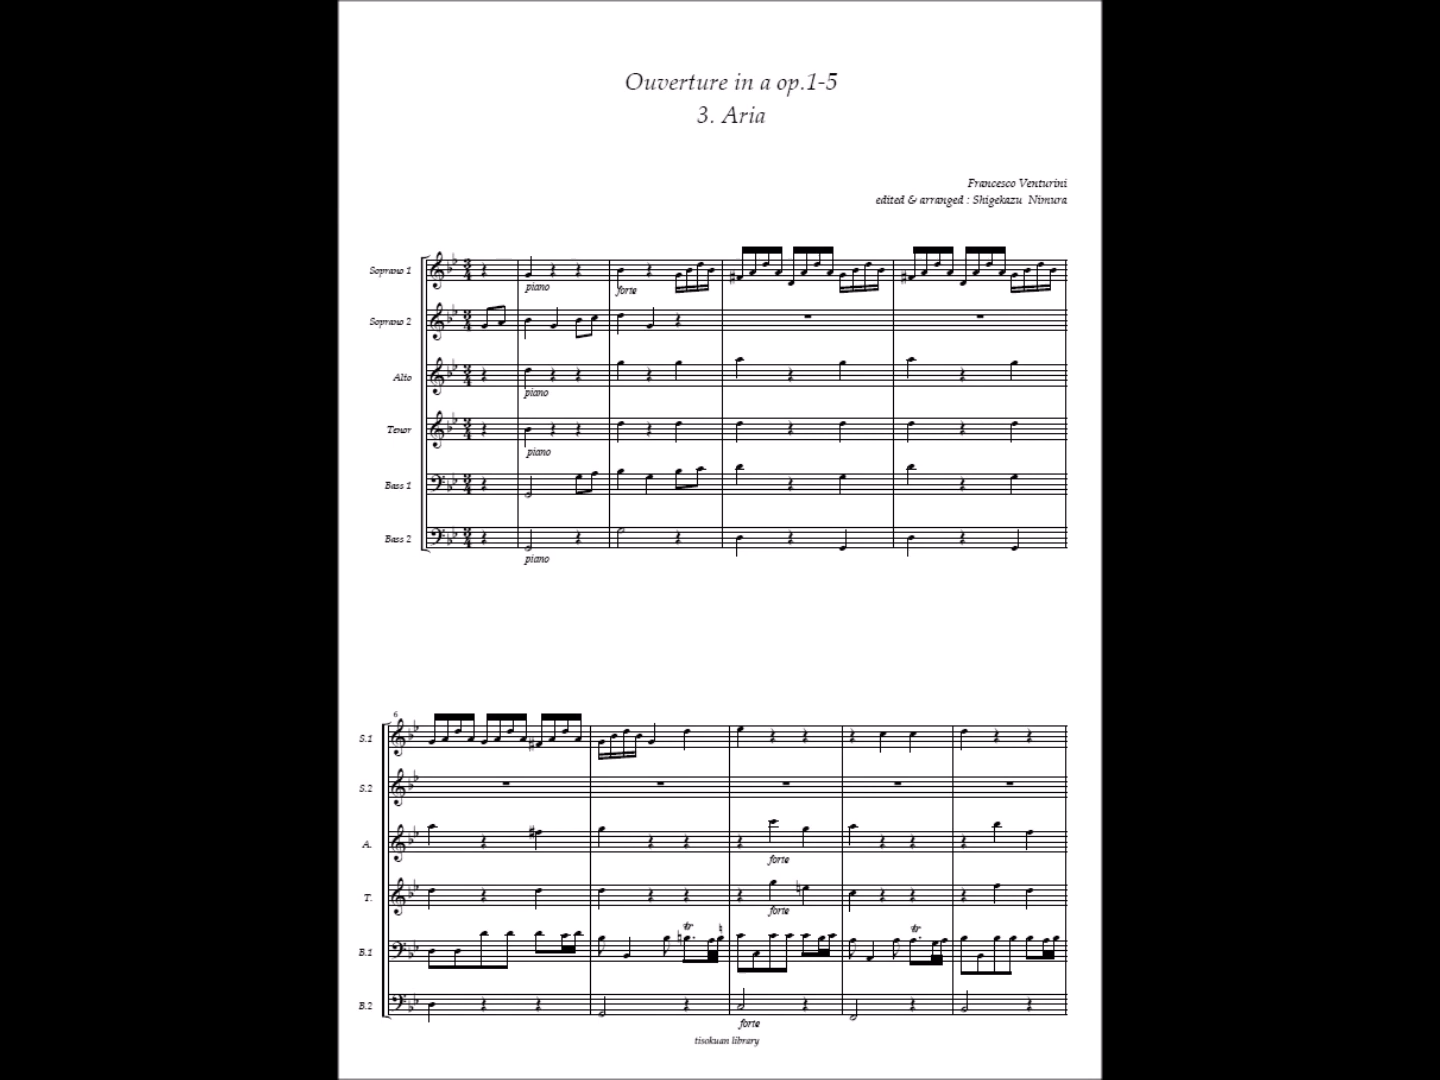 Ouverture in a op.1-5
3. Aria
Francesco Venturini
edited & arranged : Shigekazu Nimura
Soprano 1
piano
forte
Soprano 2
Alto
piano
Tenor
piano
Bass 1
Bass 2
piano
6
S.1
S.2
A.
forte
T.
forte
tr
tr
B.1
B.2
forte
tisokuan library